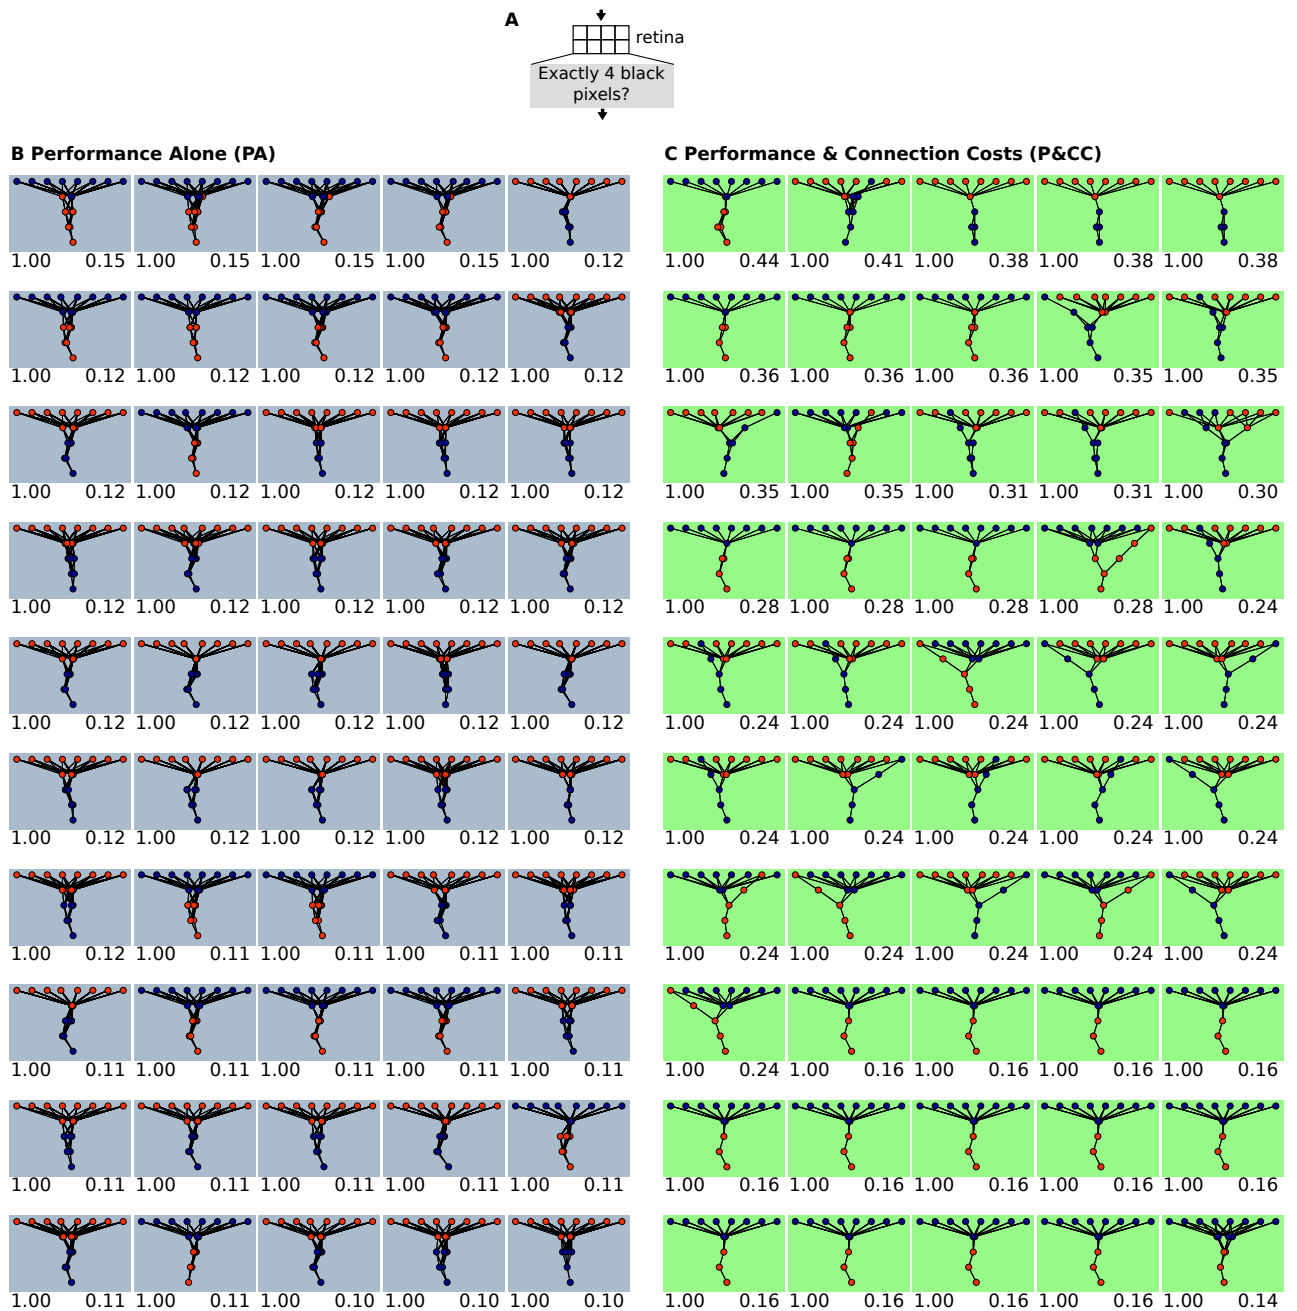 A
retina
Exactly 4 black
pixels?
B Performance Alone (PA)
C Performance & Connection Costs (P&CC)
1.00 0.15 1.00 0.15 1.00 0.15 1.00 0.15 1.00 0.12 1.00 0.44 1.00 0.41 1.00 0.38 1.00 0.38 1.00 0.38
1.00 0.12 1.00 0.12 1.00 0.12 1.00 0.12 1.00 0.12 1.00 0.36 1.00 0.36 1.00 0.36 1.00 0.35 1.00 0.35
1.00 0.12 1.00 0.12 1.00 0.12 1.00 0.12 1.00 0.12 1.00 0.35 1.00 0.35 1.00 0.31 1.00 0.31 1.00 0.30
1.00 0.12 1.00 0.12 1.00 0.12 1.00 0.12 1.00 0.12 1.00 0.28 1.00 0.28 1.00 0.28 1.00 0.28 1.00 0.24
1.00 0.12 1.00 0.12 1.00 0.12 1.00 0.12 1.00 0.12 1.00 0.24 1.00 0.24 1.00 0.24 1.00 0.24 1.00 0.24
1.00 0.12 1.00 0.12 1.00 0.12 1.00 0.12 1.00 0.12 1.00 0.24 1.00 0.24 1.00 0.24 1.00 0.24 1.00 0.24
1.00 0.12 1.00 0.11 1.00 0.11 1.00 0.11 1.00 0.11 1.00 0.24 1.00 0.24 1.00 0.24 1.00 0.24 1.00 0.24
1.00 0.11 1.00 0.11 1.00 0.11 1.00 0.11 1.00 0.11 1.00 0.24 1.00 0.16 1.00 0.16 1.00 0.16 1.00 0.16
1.00 0.11 1.00 0.11 1.00 0.11 1.00 0.11 1.00 0.11 1.00 0.16 1.00 0.16 1.00 0.16 1.00 0.16 1.00 0.16
1.00 0.11 1.00 0.11 1.00 0.10 1.00 0.10 1.00 0.10 1.00 0.16 1.00 0.16 1.00 0.16 1.00 0.16 1.00 0.14